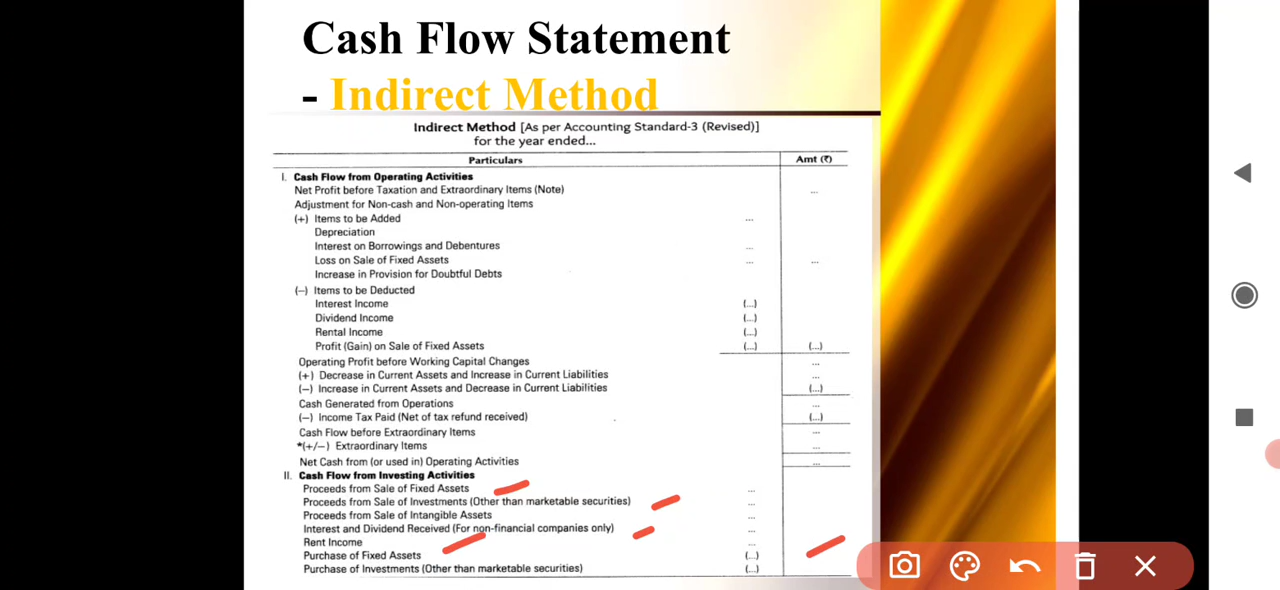 Cash Flow Statement
- Indirect Method
Indirect Method [As per Accounting Standard-3 (Revised)]
for the year ended...
Particulars Amt (₹)
I. Cash Flow from Operating Activities
Net Profit before Taxation and Extraordinary Items (Note) ...
Adjustment for Non-cash and Non-operating Items
(+) Items to be Added ...
Depreciation
Interest on Borrowings and Debentures ...
Loss on Sale of Fixed Assets ... ...
Increase in Provision for Doubtful Debts
(—) Items to be Deducted
Interest Income (...)
Dividend Income (...)
Rental Income (...)
Profit (Gain) on Sale of Fixed Assets (...) (...)
Operating Profit before Working Capital Changes ...
(+) Decrease in Current Assets and Increase in Current Liabilities ...
(—) Increase in Current Assets and Decrease in Current Liabilities (...)
Cash Generated from Operations ...
(—) Income Tax Paid (Net of tax refund received) (...)
Cash Flow before Extraordinary Items ...
*(+/—) Extraordinary Items ...
Net Cash from (or used in) Operating Activities ...
II. Cash Flow from Investing Activities
Proceeds from Sale of Fixed Assets ...
Proceeds from Sale of Investments (Other than marketable securities) ...
Proceeds from Sale of Intangible Assets ...
Interest and Dividend Received (For non-financial companies only) ...
Rent Income ...
Purchase of Fixed Assets (...)
Purchase of Investments (Other than marketable securities) (...)